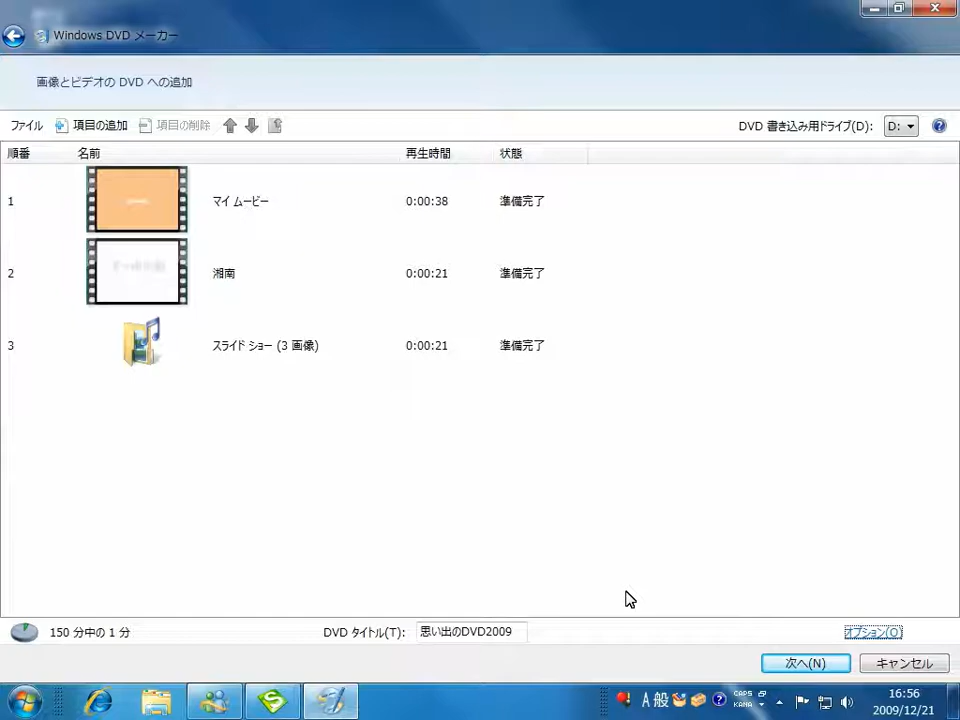 Windows DVD メーカー
画像とビデオの DVD への追加
ファイル 項目の追加 項目の削除 DVD 書き込み用ドライブ(D): D:
順番 名前 再生時間 状態
1 マイ ムービー 0:00:38 準備完了
2 湘南 0:00:21 準備完了
3 スライド ショー (3 画像) 0:00:21 準備完了
150 分中の 1 分 DVD タイトル(T): 思い出のDVD2009 オプション(O)
次へ(N) キャンセル
A 般 CAPS KANA 16:56
2009/12/21